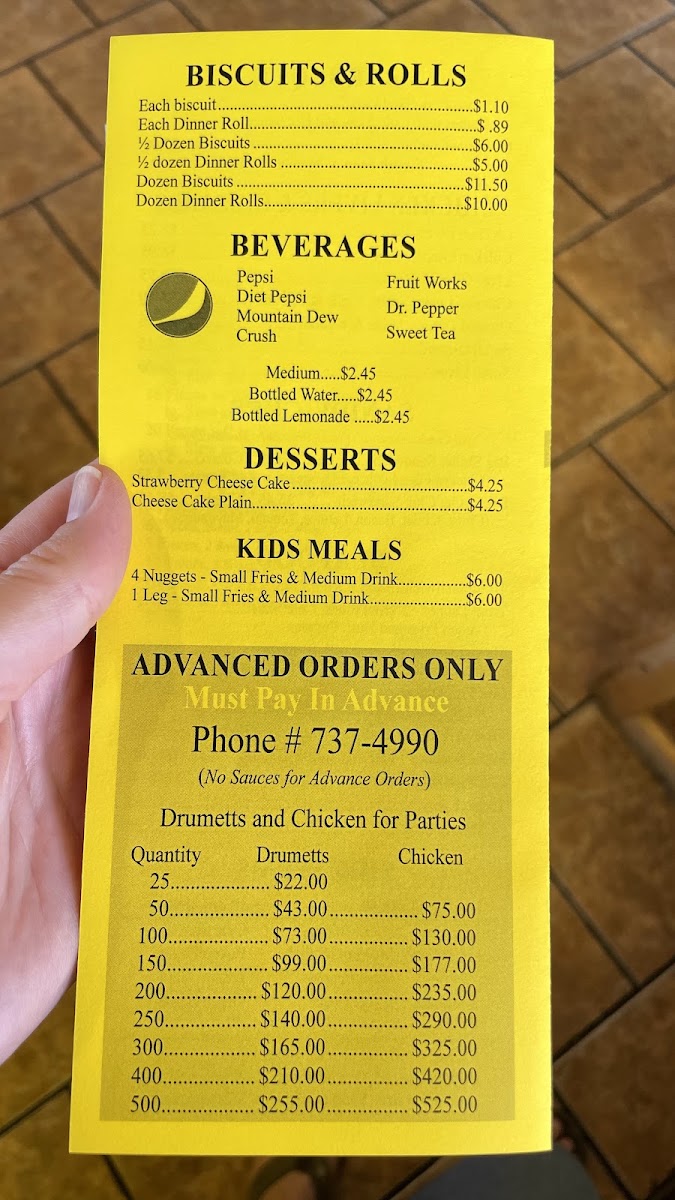 BISCUITS & ROLLS
Each biscuit..........$1.10
Each Dinner Roll..........$ .89
½ Dozen Biscuits..........$6.00
½ dozen Dinner Rolls..........$5.00
Dozen Biscuits..........$11.50
Dozen Dinner Rolls..........$10.00
BEVERAGES
Pepsi
Diet Pepsi
Mountain Dew
Crush
Fruit Works
Dr. Pepper
Sweet Tea
Medium.....$2.45
Bottled Water.....$2.45
Bottled Lemonade .....$2.45
DESSERTS
Strawberry Cheese Cake..........$4.25
Cheese Cake Plain..........$4.25
KIDS MEALS
4 Nuggets - Small Fries & Medium Drink..........$6.00
1 Leg - Small Fries & Medium Drink..........$6.00
ADVANCED ORDERS ONLY
Must Pay In Advance
Phone # 737-4990
(No Sauces for Advance Orders)
Drumetts and Chicken for Parties
Quantity Drumetts Chicken
25.......... $22.00
50.......... $43.00.......... $75.00
100.......... $73.00.......... $130.00
150.......... $99.00.......... $177.00
200.......... $120.00.......... $235.00
250.......... $140.00.......... $290.00
300.......... $165.00.......... $325.00
400.......... $210.00.......... $420.00
500.......... $255.00.......... $525.00